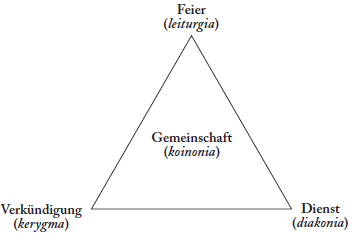 Feier
(leiturgia)
Gemeinschaft
(koinonia)
Verkündigung
(kerygma)
Dienst
(diakonia)